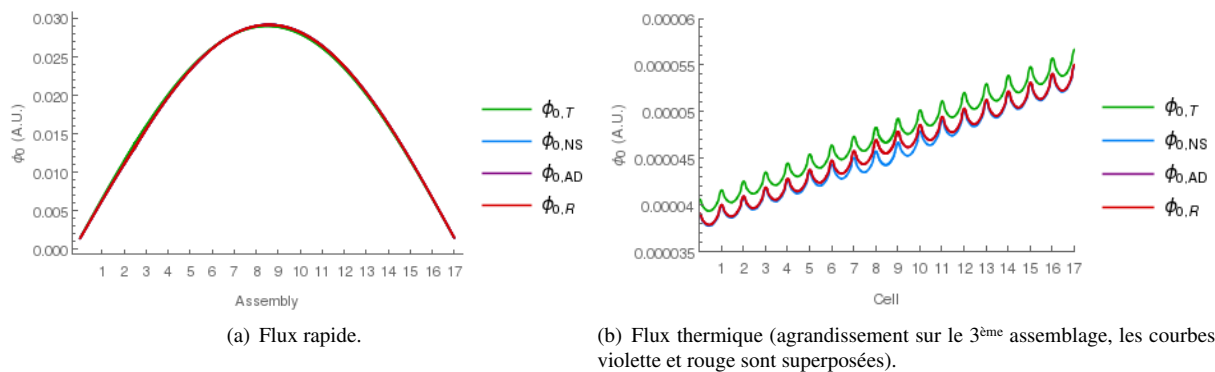 0.030
0.025
0.020
0.015
0.010
0.005
0.000
ϕ0 (A.U.)
1 2 3 4 5 6 7 8 9 10 11 12 13 14 15 16 17
Assembly
ϕ0,T
ϕ0,NS
ϕ0,AD
ϕ0,R
(a) Flux rapide.
0.00006
0.000055
0.00005
0.000045
0.00004
0.000035
ϕ0 (A.U.)
1 2 3 4 5 6 7 8 9 10 11 12 13 14 15 16 17
Cell
ϕ0,T
ϕ0,NS
ϕ0,AD
ϕ0,R
(b) Flux thermique (agrandissement sur le 3ème assemblage, les courbes
violette et rouge sont superposées).